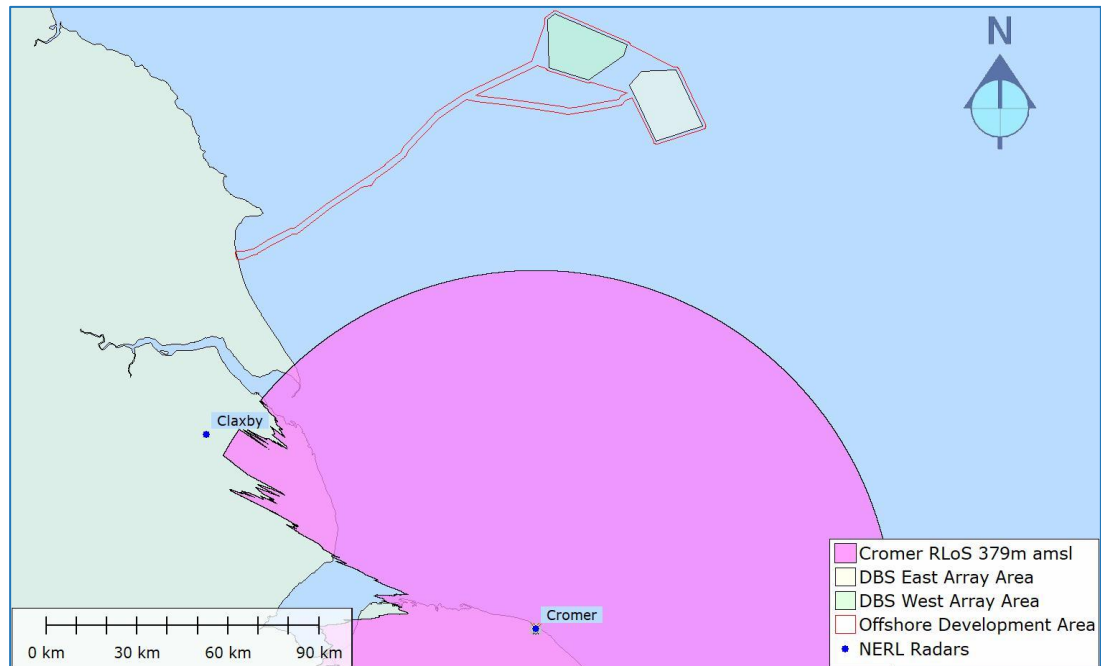 N
Claxby
Cromer
Cromer RLoS 379m amsl
DBS East Array Area
DBS West Array Area
Offshore Development Area
NERL Radars
0 km 30 km 60 km 90 km